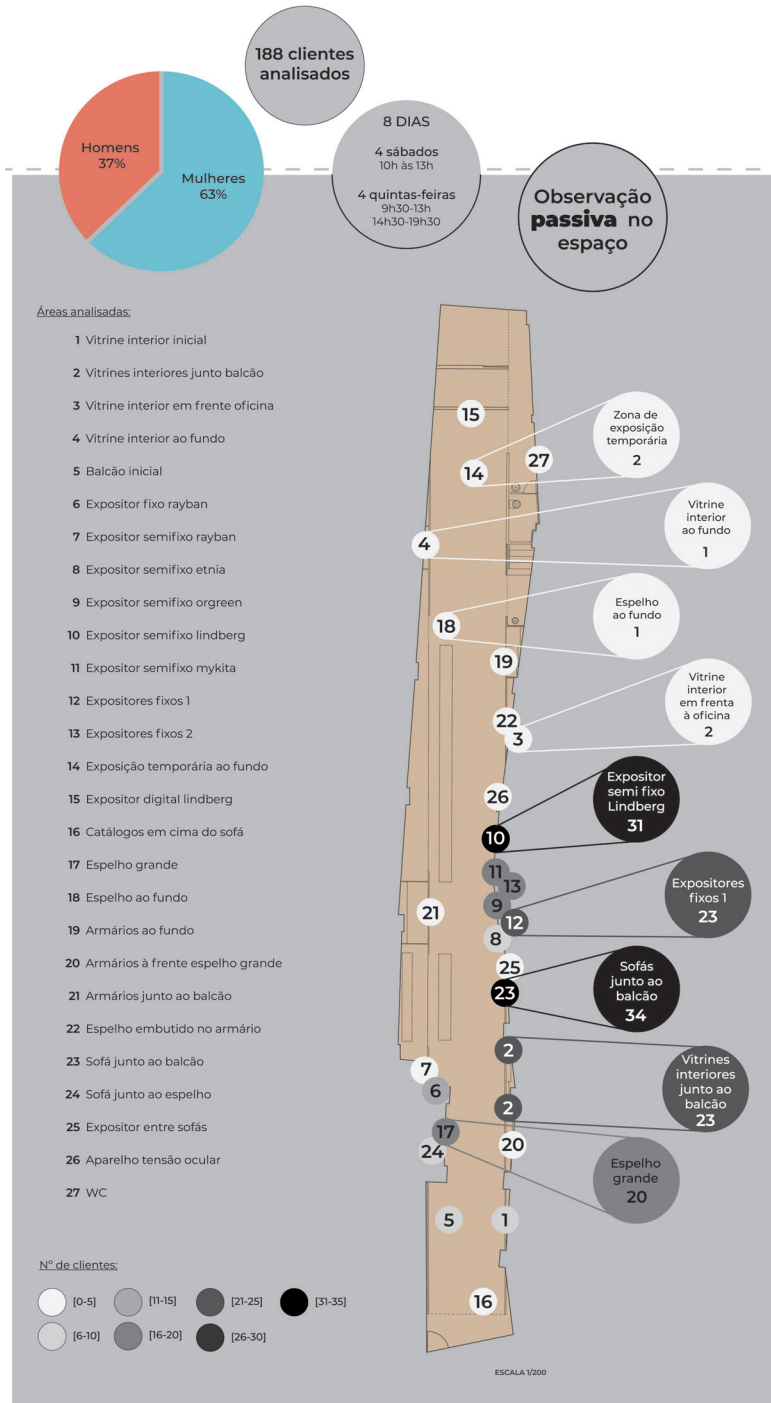 188 clientes
analisados
Homens
37%
Mulheres
63%
8 DIAS
4 sábados
10h às 13h
4 quintas-feiras
9h30-13h
14h30-19h30
Observação
passiva no
espaço
Áreas analisadas:
1 Vitrine interior inicial
2 Vitrines interiores junto balcão
3 Vitrine interior em frente oficina
4 Vitrine interior ao fundo
5 Balcão inicial
6 Expositor fixo rayban
7 Expositor semifixo rayban
8 Expositor semifixo etnia
9 Expositor semifixo orgreen
10 Expositor semifixo lindberg
11 Expositor semifixo mykita
12 Expositores fixos 1
13 Expositores fixos 2
14 Exposição temporária ao fundo
15 Expositor digital lindberg
16 Catálogos em cima do sofá
17 Espelho grande
18 Espelho ao fundo
19 Armários ao fundo
20 Armários à frente espelho grande
21 Armários junto ao balcão
22 Espelho embutido no armário
23 Sofá junto ao balcão
24 Sofá junto ao espelho
25 Expositor entre sofás
26 Aparelho tensão ocular
27 WC
15
14
27
4
18
19
22
3
26
10
11
13
9
12
21
8
25
23
2
7
6
2
17
24
20
5
1
16
Zona de
exposição
temporária
2
Vitrine
interior
ao fundo
1
Espelho
ao fundo
1
Vitrine
interior
em frenta
à oficina
2
Expositor
semi fixo
Lindberg
31
Expositores
fixos 1
23
Sofás
junto ao
balcão
34
Vitrines
interiores
junto ao
balcão
23
Espelho
grande
20
Nº de clientes:
[0-5]
[11-15]
[21-25]
[31-35]
[6-10]
[16-20]
[26-30]
ESCALA 1/200